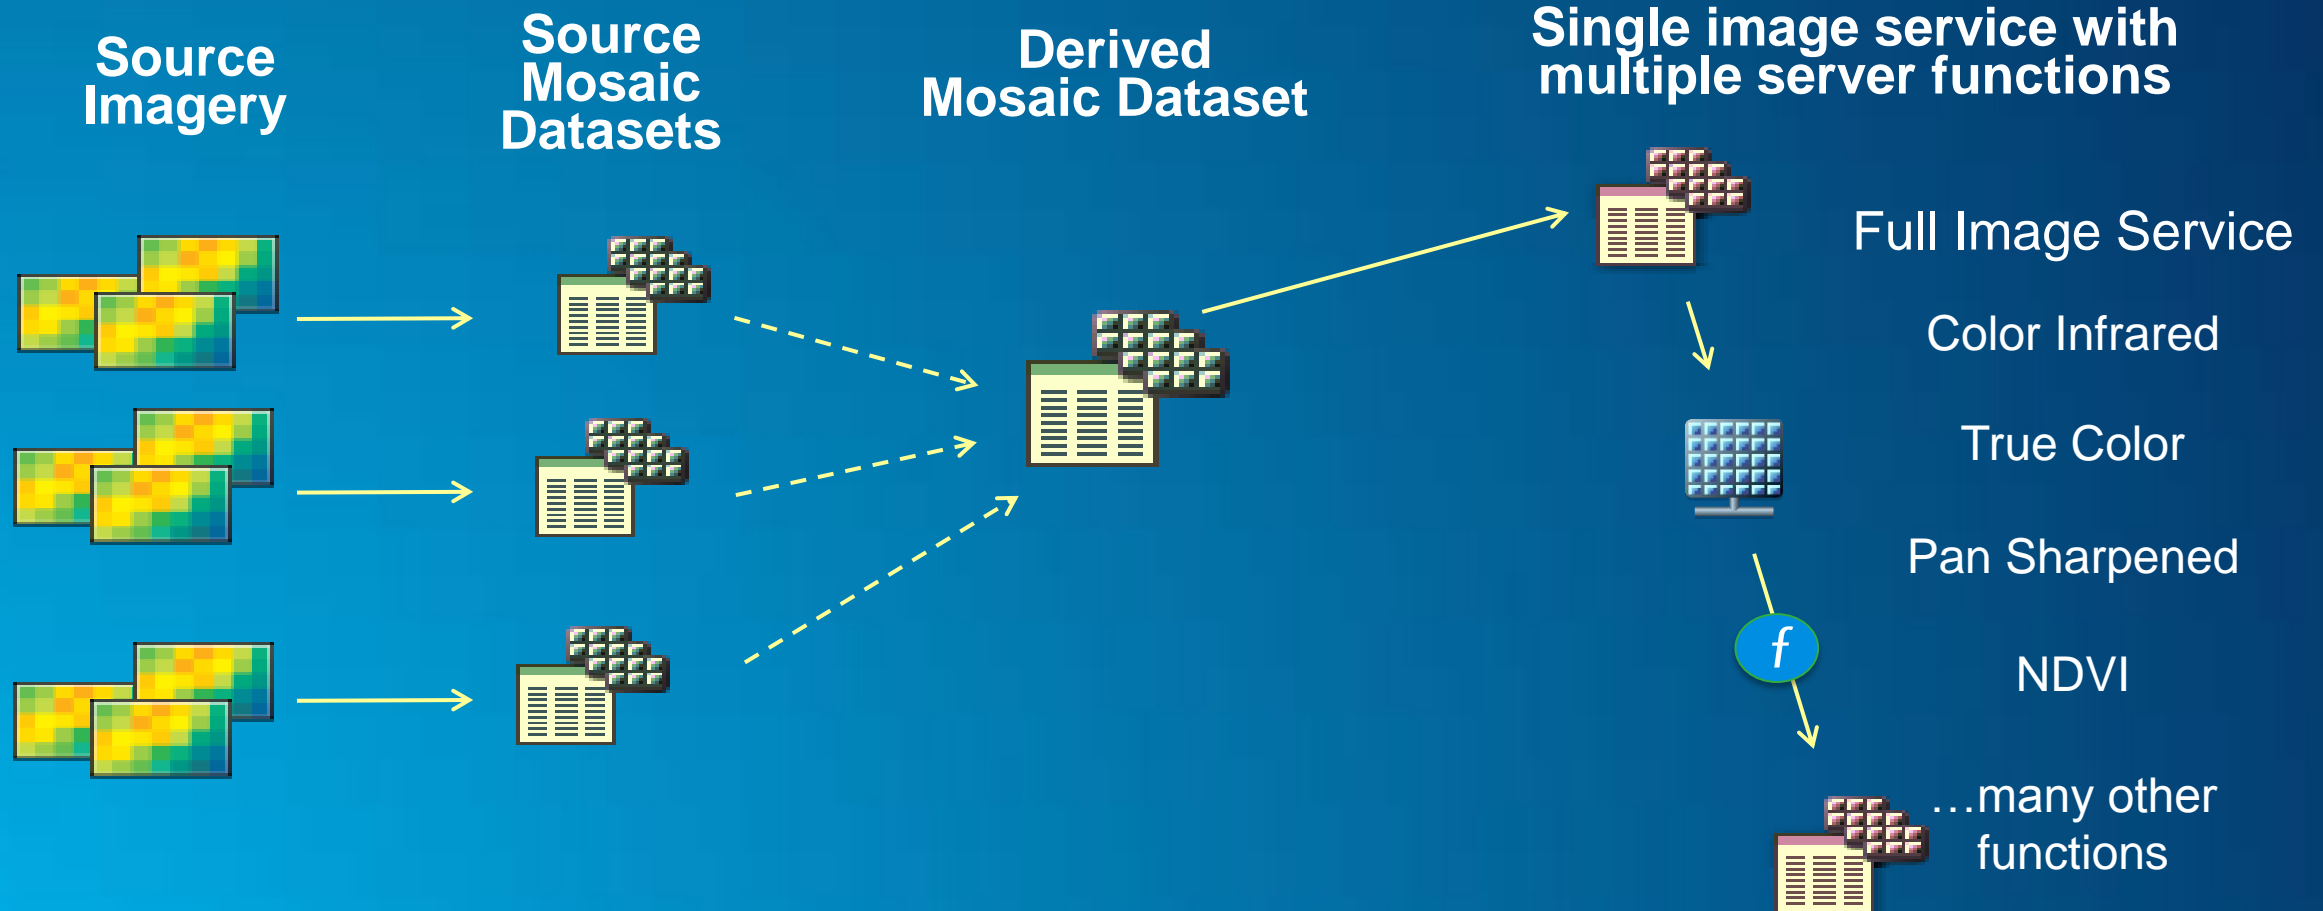 Source
Imagery
Source
Mosaic
Datasets
Derived
Mosaic Dataset
Single image service with
multiple server functions
Full Image Service
Color Infrared
True Color
Pan Sharpened
ƒ
NDVI
…many other
functions